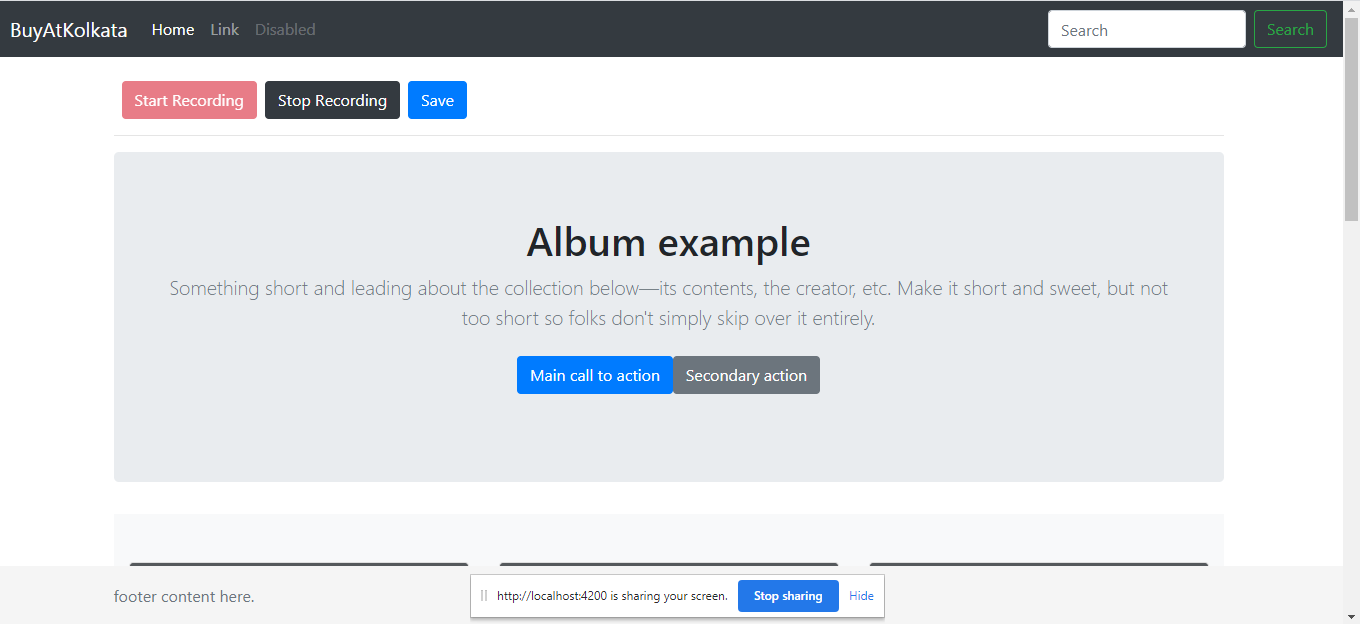 BuyAtKolkata Home Link Disabled Search Search
Start Recording Stop Recording Save
Album example
Something short and leading about the collection below—its contents, the creator, etc. Make it short and sweet, but not
too short so folks don't simply skip over it entirely.
Main call to action Secondary action
footer content here.
http://localhost:4200 is sharing your screen. Stop sharing Hide